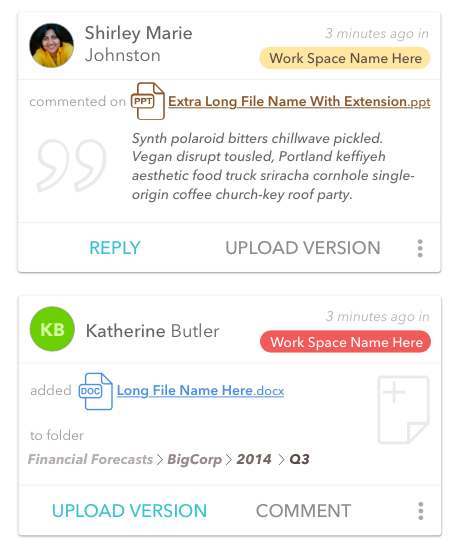 Shirley Marie
Johnston
3 minutes ago in
Work Space Name Here
commented on PPT Extra Long File Name With Extension.ppt
Synth polaroid bitters chillwave pickled.
Vegan disrupt tousled, Portland keffiyeh
aesthetic food truck sriracha cornhole single-
origin coffee church-key roof party.
REPLY UPLOAD VERSION
KB Katherine Butler
3 minutes ago in
Work Space Name Here
added DOC Long File Name Here.docx
to folder
Financial Forecasts > BigCorp > 2014 > Q3
UPLOAD VERSION COMMENT